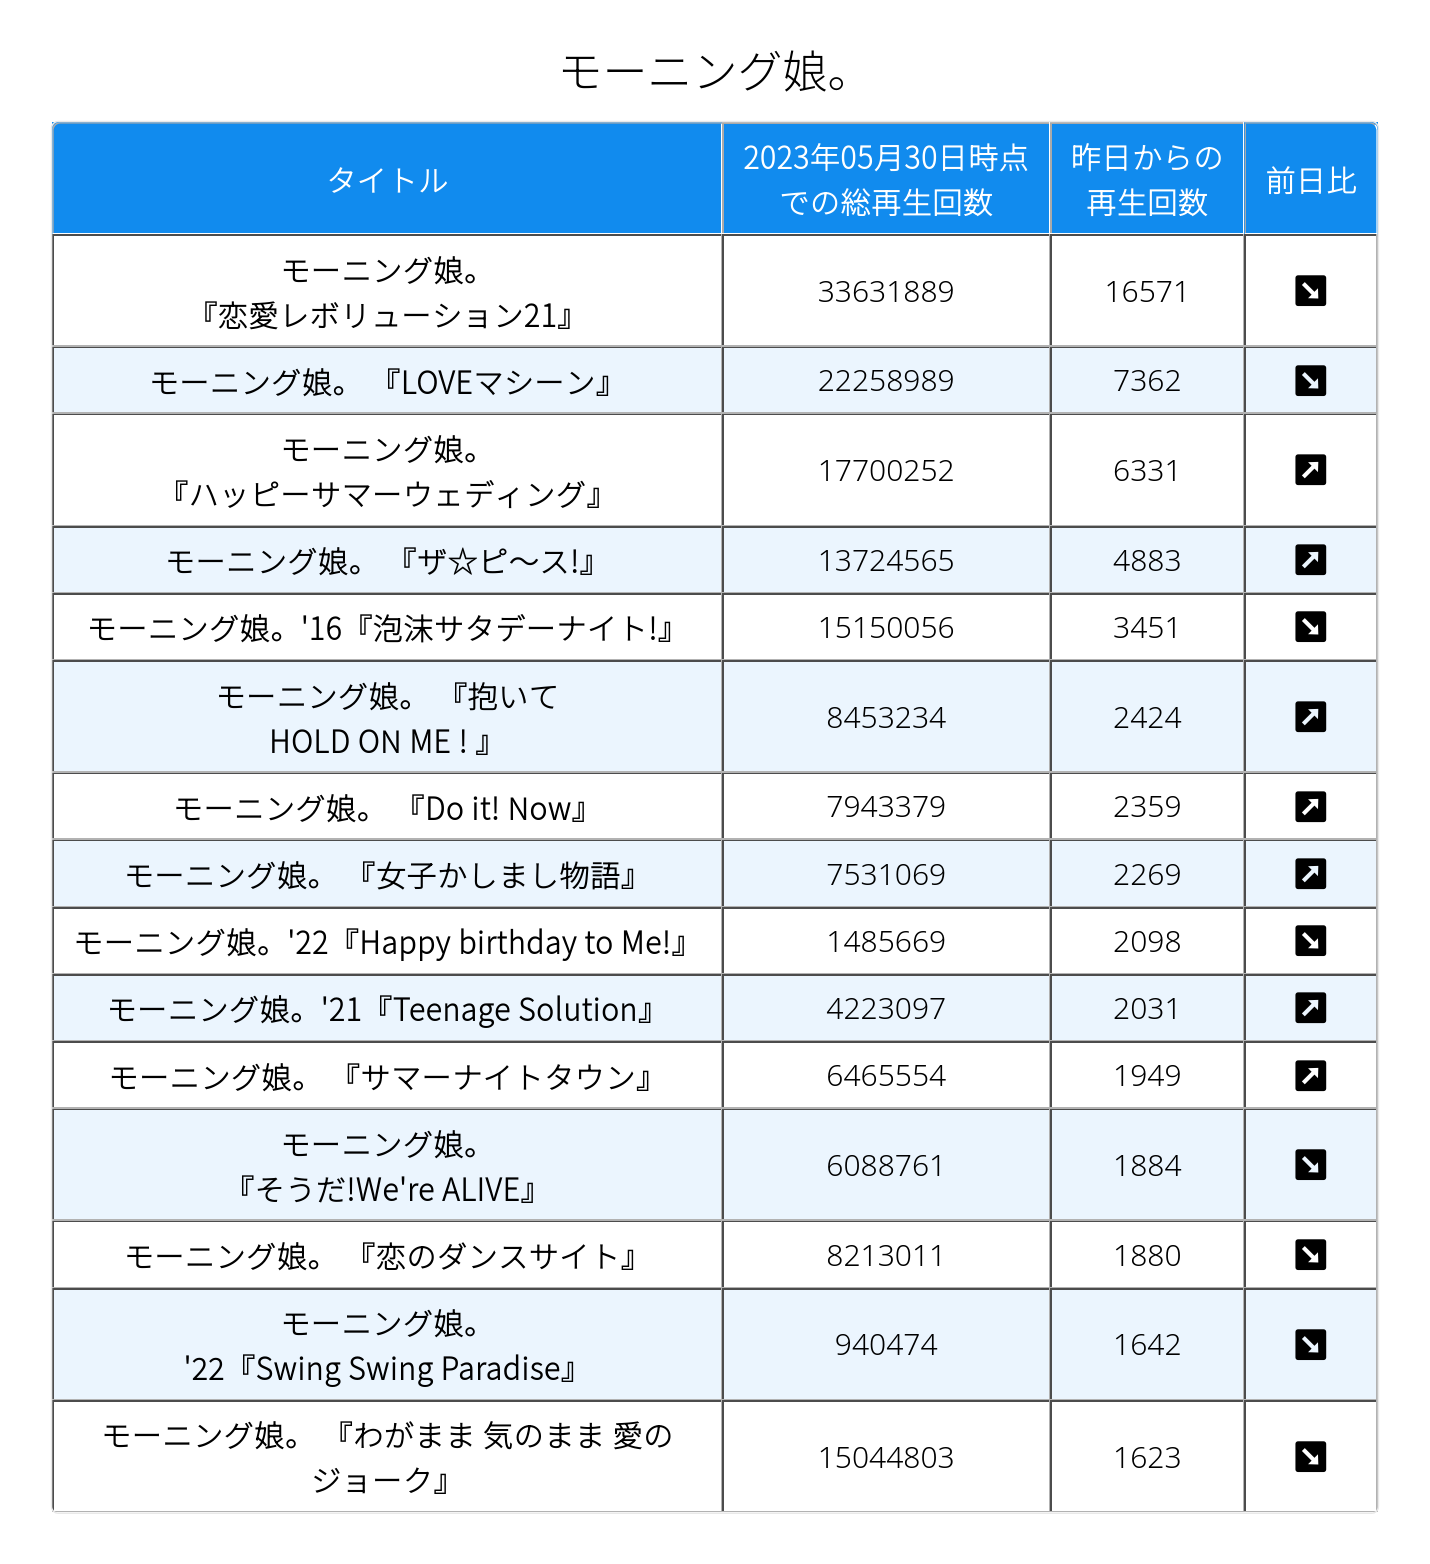 モーニング娘。
タイトル
2023年05月30日時点
での総再生回数
昨日からの
再生回数
前日比
モーニング娘。
『恋愛レボリューション21』
33631889
16571
モーニング娘。 『LOVEマシーン』
22258989
7362
モーニング娘。
『ハッピーサマーウェディング』
17700252
6331
モーニング娘。 『ザ☆ピ〜ス!』
13724565
4883
モーニング娘。'16『泡沫サタデーナイト!』
15150056
3451
モーニング娘。 『抱いて
HOLD ON ME ! 』
8453234
2424
モーニング娘。 『Do it! Now』
7943379
2359
モーニング娘。 『女子かしまし物語』
7531069
2269
モーニング娘。'22『Happy birthday to Me!』
1485669
2098
モーニング娘。'21『Teenage Solution』
4223097
2031
モーニング娘。 『サマーナイトタウン』
6465554
1949
モーニング娘。
『そうだ!We're ALIVE』
6088761
1884
モーニング娘。 『恋のダンスサイト』
8213011
1880
モーニング娘。
'22『Swing Swing Paradise』
940474
1642
モーニング娘。 『わがまま 気のまま 愛の
ジョーク』
15044803
1623